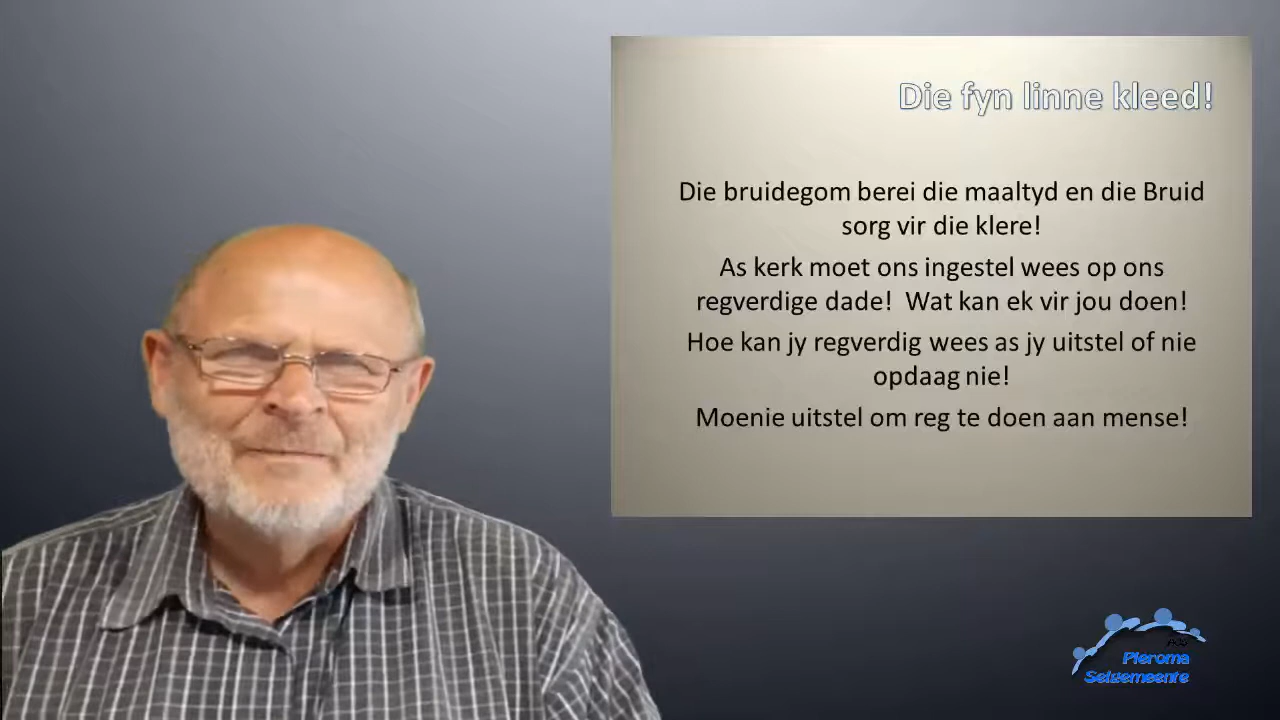 Die fyn linne kleed!
Die bruidegom berei die maaltyd en die Bruid
sorg vir die klere!
As kerk moet ons ingestel wees op ons
regverdige dade!  Wat kan ek vir jou doen!
Hoe kan jy regverdig wees as jy uitstel of nie
opdaag nie!
Moenie uitstel om reg te doen aan mense!
Pleroma